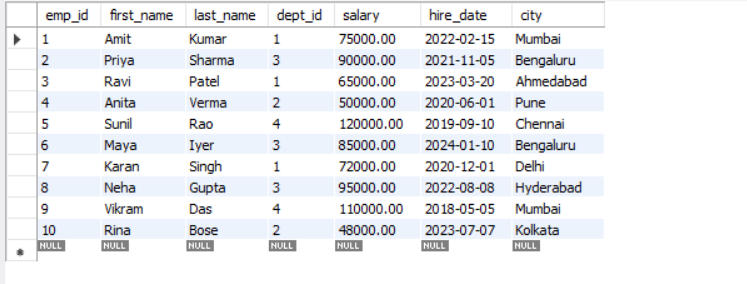 emp_id first_name last_name dept_id salary hire_date city
1 Amit Kumar 1 75000.00 2022-02-15 Mumbai
2 Priya Sharma 3 90000.00 2021-11-05 Bengaluru
3 Ravi Patel 1 65000.00 2023-03-20 Ahmedabad
4 Anita Verma 2 50000.00 2020-06-01 Pune
5 Sunil Rao 4 120000.00 2019-09-10 Chennai
6 Maya Iyer 3 85000.00 2024-01-10 Bengaluru
7 Karan Singh 1 72000.00 2020-12-01 Delhi
8 Neha Gupta 3 95000.00 2022-08-08 Hyderabad
9 Vikram Das 4 110000.00 2018-05-05 Mumbai
10 Rina Bose 2 48000.00 2023-07-07 Kolkata
NULL NULL NULL NULL NULL NULL NULL